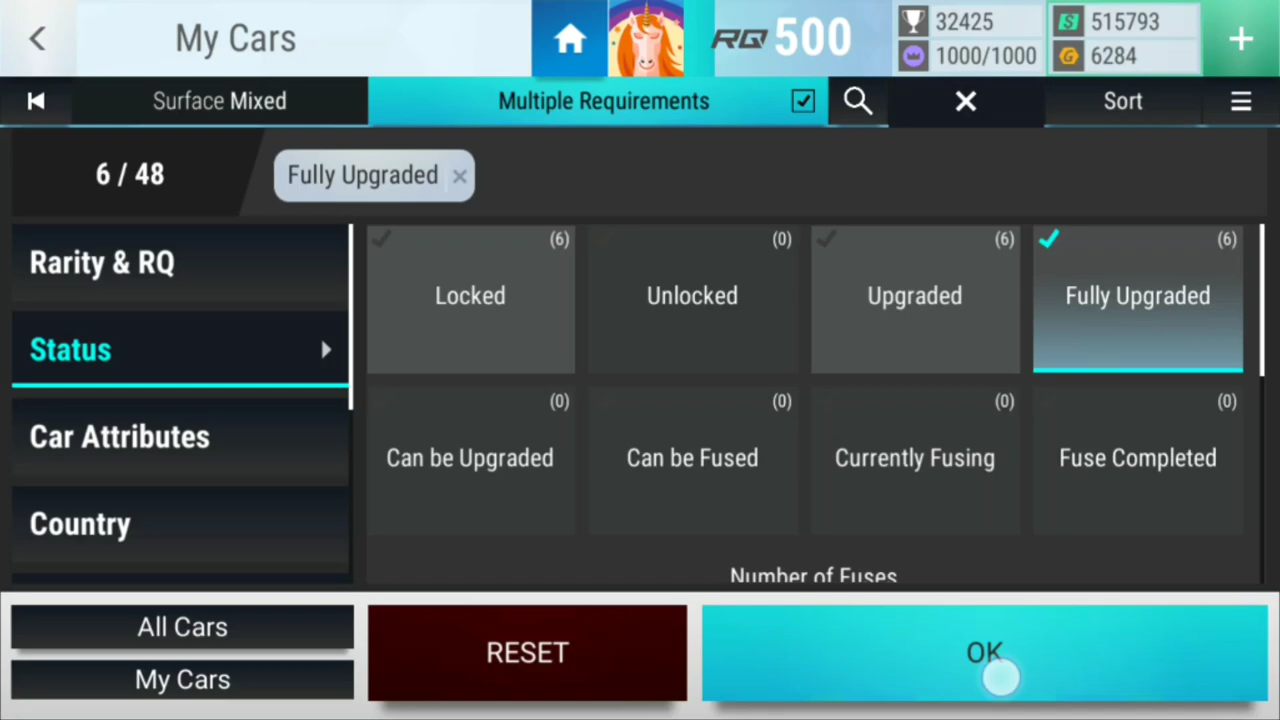 My Cars
RQ 500
32425
1000/1000
515793
6284
+
Surface Mixed
Multiple Requirements
Sort
6 / 48
Fully Upgraded
Rarity & RQ
Status
Car Attributes
Country
(6)
Locked
(0)
Unlocked
(6)
Upgraded
(6)
Fully Upgraded
(0)
Can be Upgraded
(0)
Can be Fused
(0)
Currently Fusing
(0)
Fuse Completed
Number of Fuses
All Cars
My Cars
RESET
OK